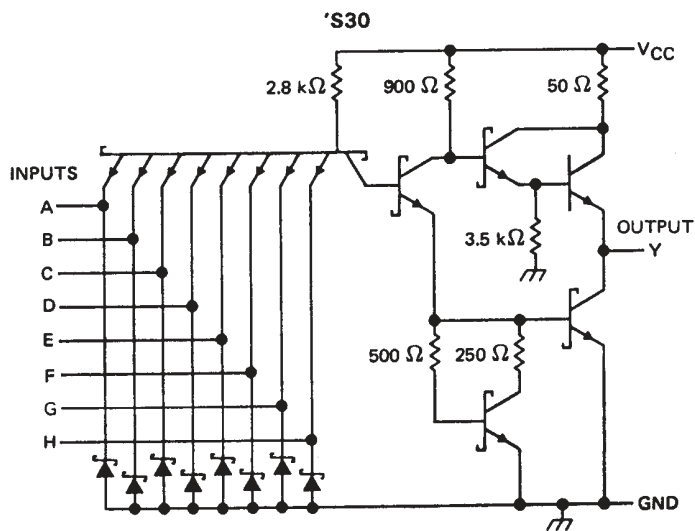 'S30
VCC
2.8 kΩ
900 Ω
50 Ω
INPUTS
A
B
C
D
E
F
G
H
3.5 kΩ
OUTPUT
Y
500 Ω
250 Ω
GND